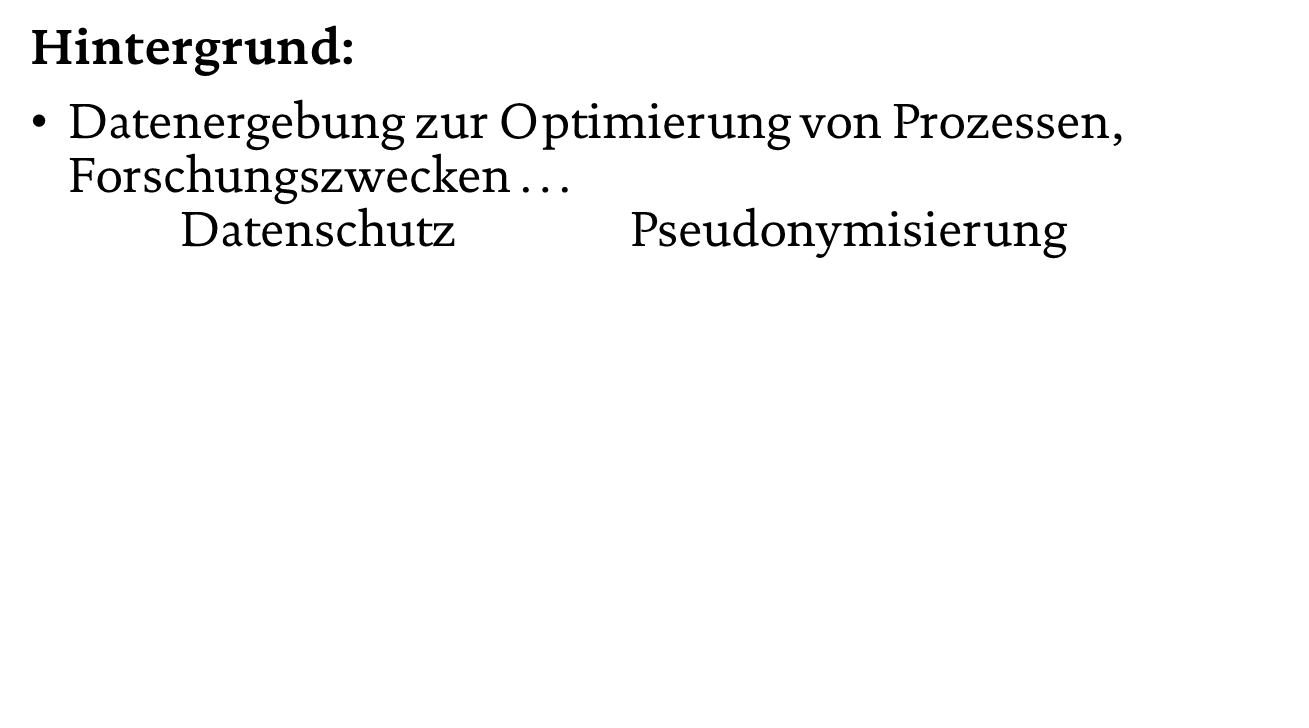 Hintergrund:
• Datenergebung zur Optimierung von Prozessen,
Forschungszwecken . . .
Datenschutz Pseudonymisierung